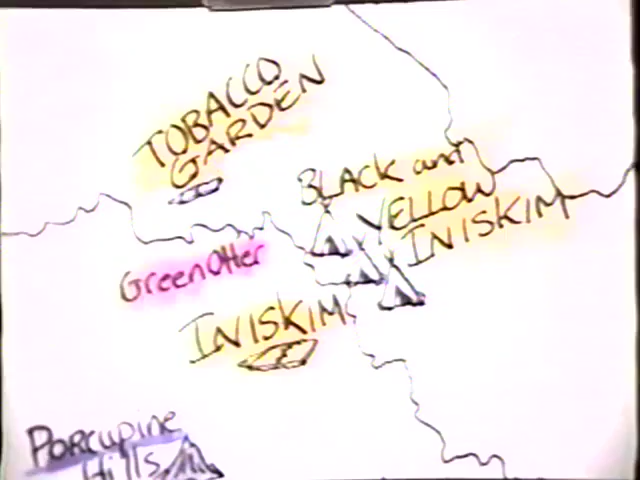 TOBACCO
GARDEN
BLACK and
YELLOW
INISKIM
Green Otter
INISKIM
Porcupine
Hills